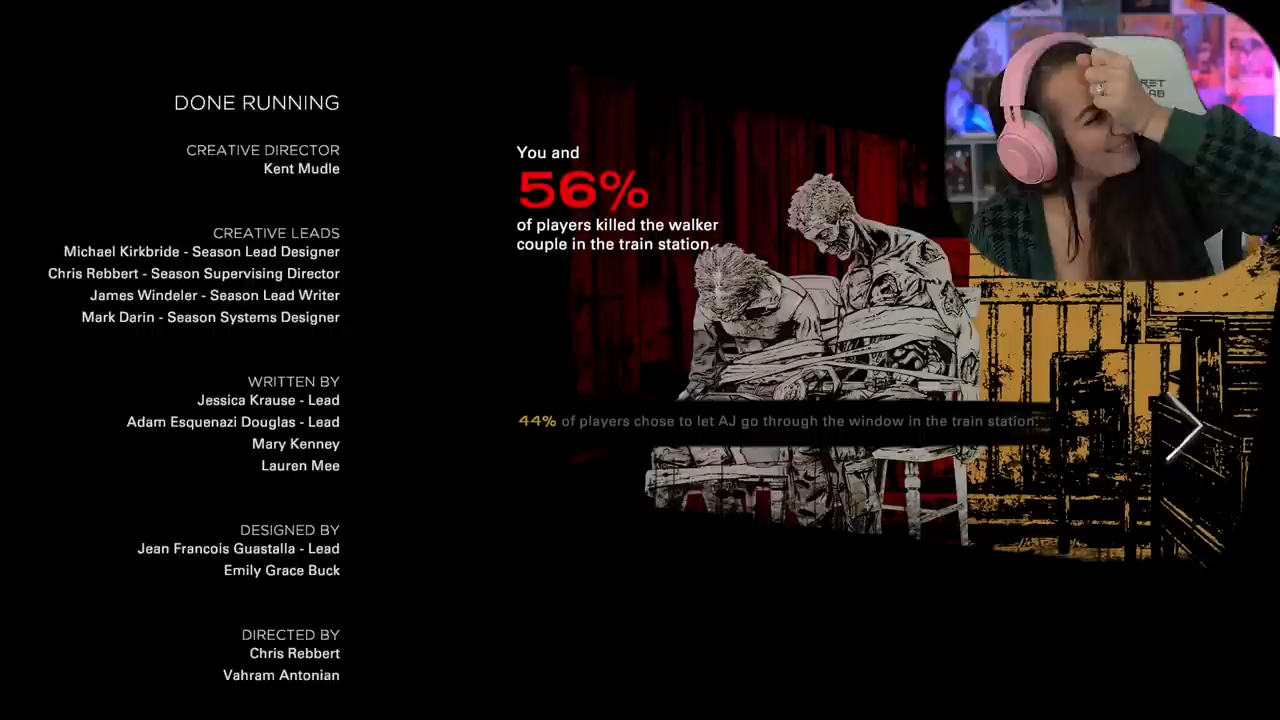 DONE RUNNING
CREATIVE DIRECTOR
Kent Mudle
CREATIVE LEADS
Michael Kirkbride - Season Lead Designer
Chris Rebbert - Season Supervising Director
James Windeler - Season Lead Writer
Mark Darin - Season Systems Designer
WRITTEN BY
Jessica Krause - Lead
Adam Esquenazi Douglas - Lead
Mary Kenney
Lauren Mee
DESIGNED BY
Jean Francois Guastalla - Lead
Emily Grace Buck
DIRECTED BY
Chris Rebbert
Vahram Antonian
You and
56%
of players killed the walker
couple in the train station.
44% of players chose to let AJ go through the window in the train station.